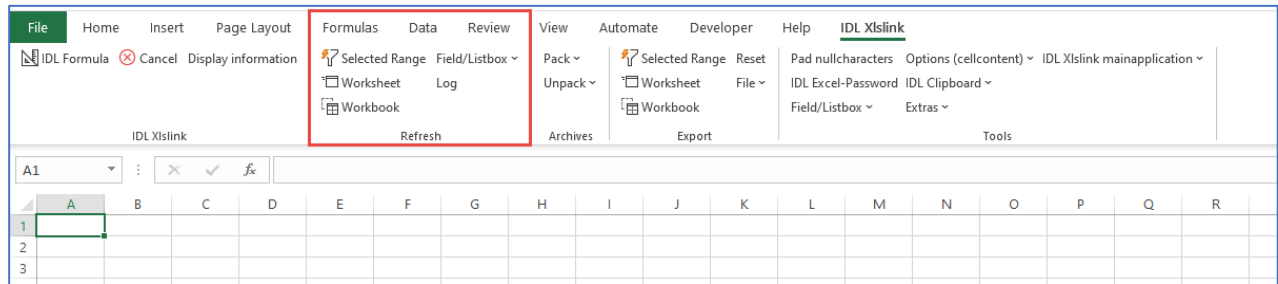 File Home Insert Page Layout Formulas Data Review View Automate Developer Help IDL Xlslink
IDL Formula Cancel Display information Selected Range Field/Listbox Pack Selected Range Reset Pad nullcharacters Options (cellcontent) IDL Xlslink mainapplication
Worksheet Log Unpack Worksheet File IDL Excel-Password IDL Clipboard
Workbook Workbook Field/Listbox Extras
IDL Xlslink Refresh Archives Export Tools
A1 fx
A B C D E F G H I J K L M N O P Q R
1
2
3